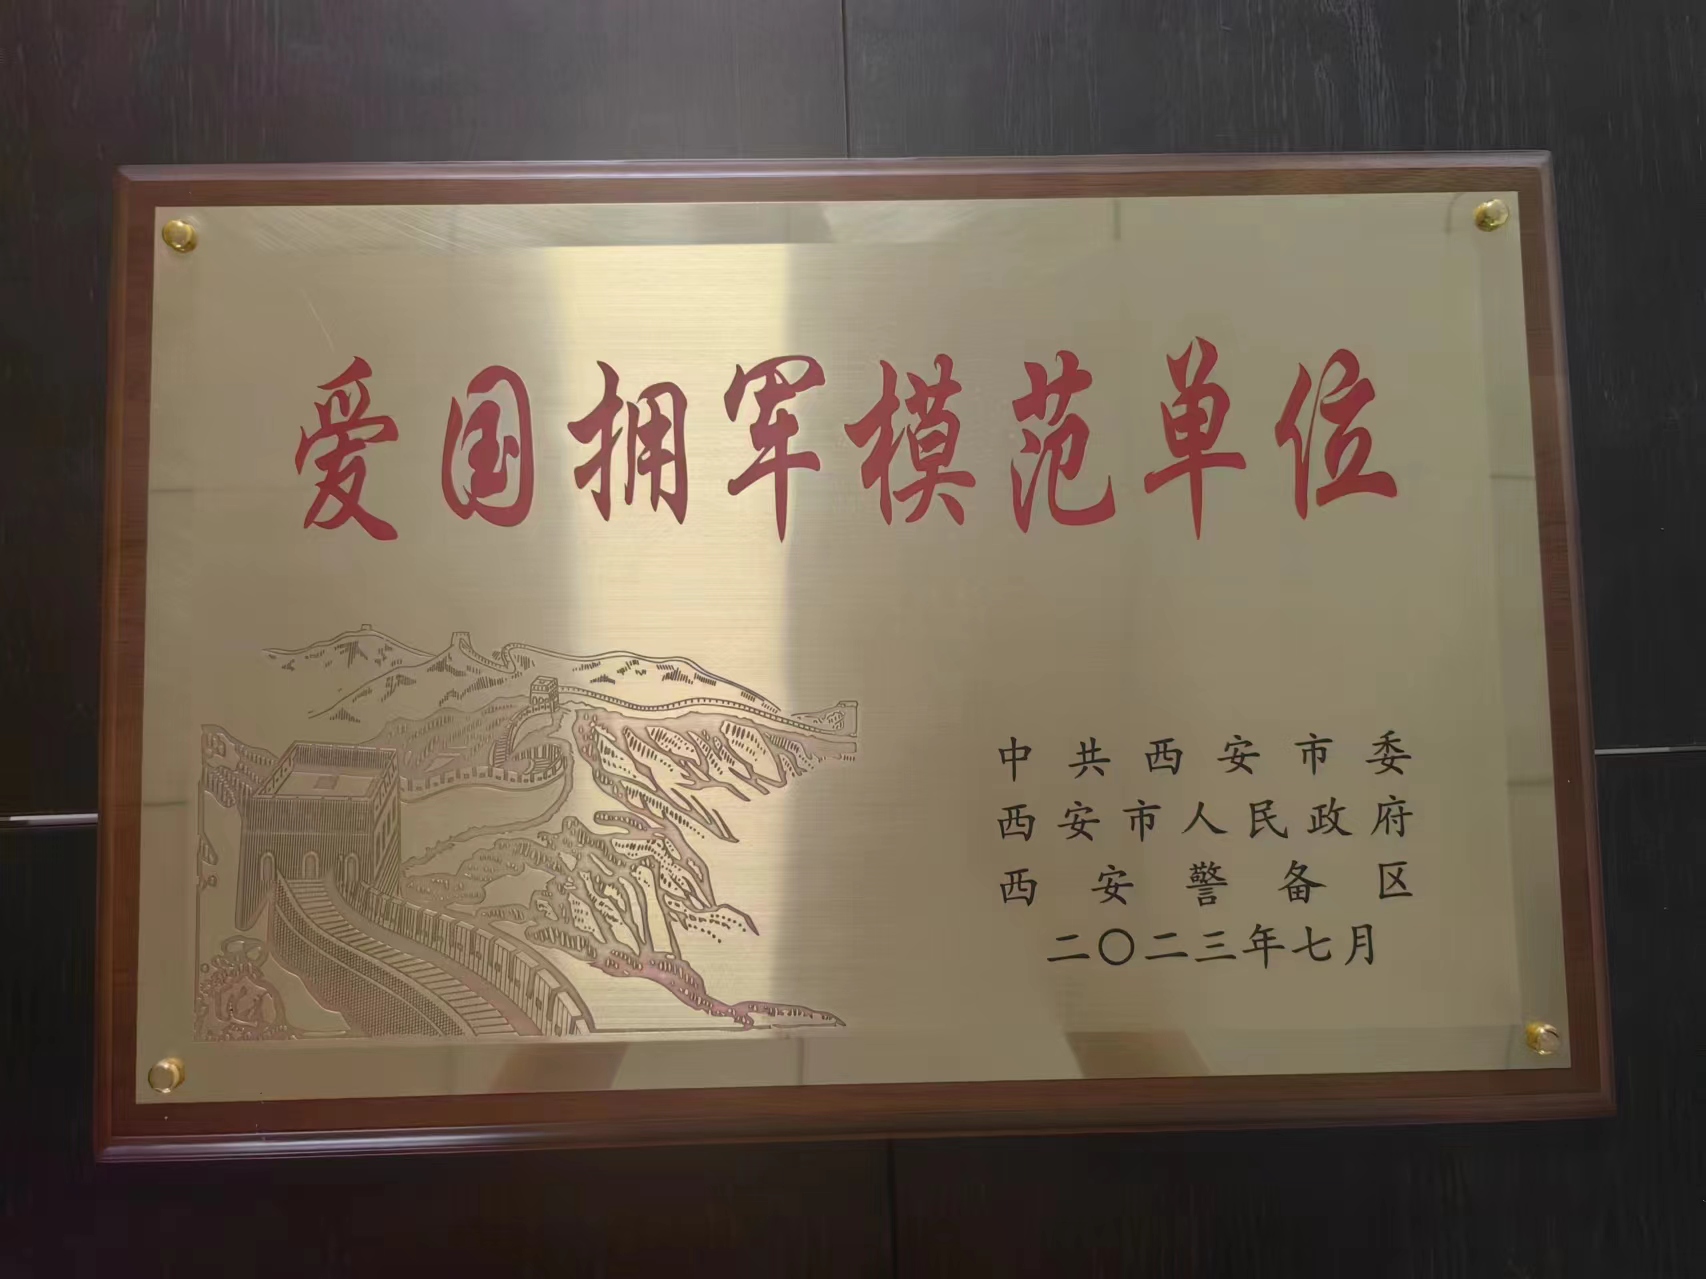 爱国拥军模范单位
中共西安市委
西安市人民政府
西安警备区
二〇二三年七月